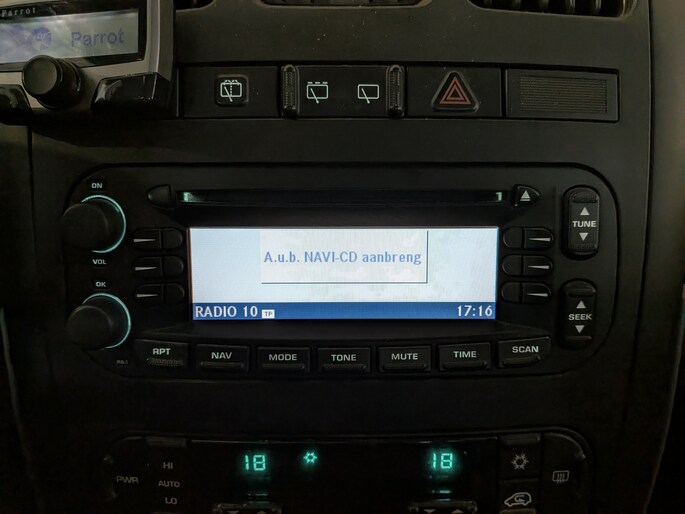 Parrot
Parrot
ON
VOL
OK
TUNE
SEEK
A.u.b. NAVI-CD aanbreng
RADIO 10 TP 17:16
RPT NAV MODE TONE MUTE TIME SCAN
PWR
HI
AUTO
LO
18 18